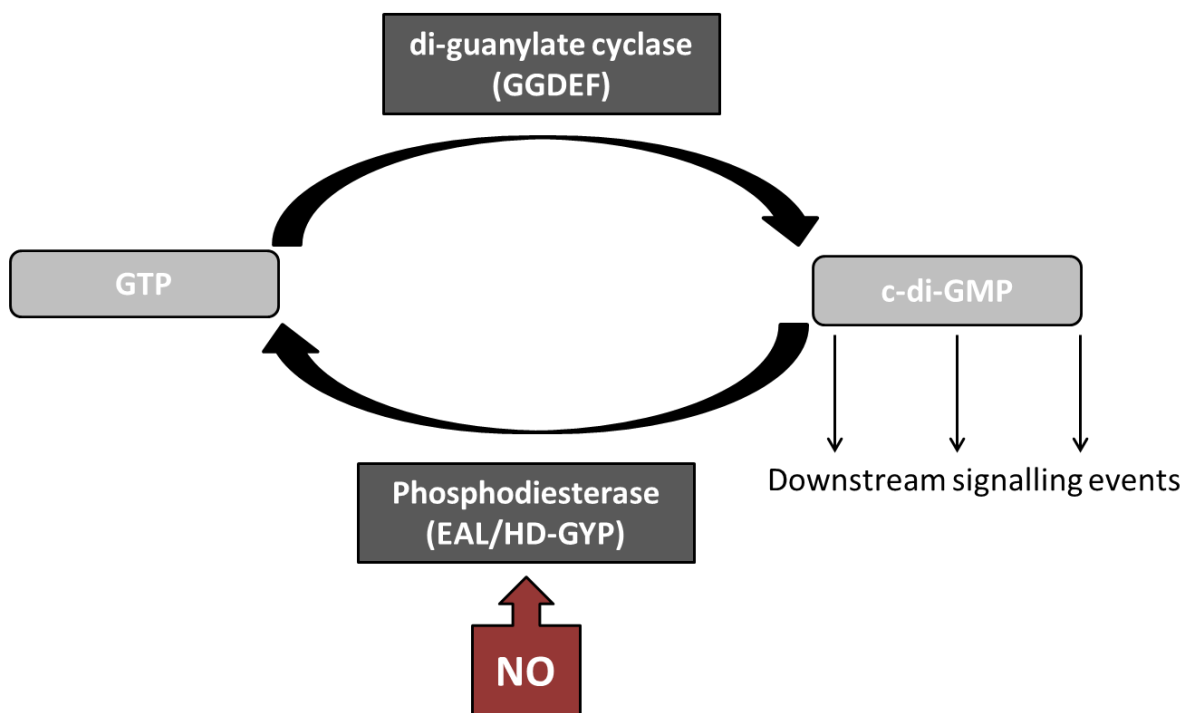 di-guanylate cyclase
(GGDEF)
GTP
c-di-GMP
Downstream signalling events
Phosphodiesterase
(EAL/HD-GYP)
NO